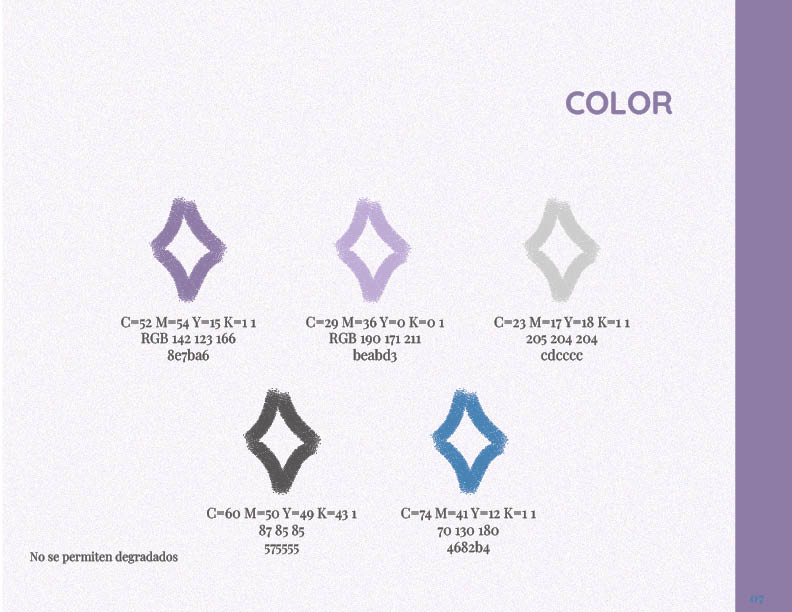 COLOR
C=52 M=54 Y=15 K=1 1
RGB 142 123 166
8e7ba6
C=29 M=36 Y=0 K=0 1
RGB 190 171 211
beabd3
C=23 M=17 Y=18 K=1 1
205 204 204
cdcccc
C=60 M=50 Y=49 K=43 1
87 85 85
575555
C=74 M=41 Y=12 K=1 1
70 130 180
4682b4
No se permiten degradados
07